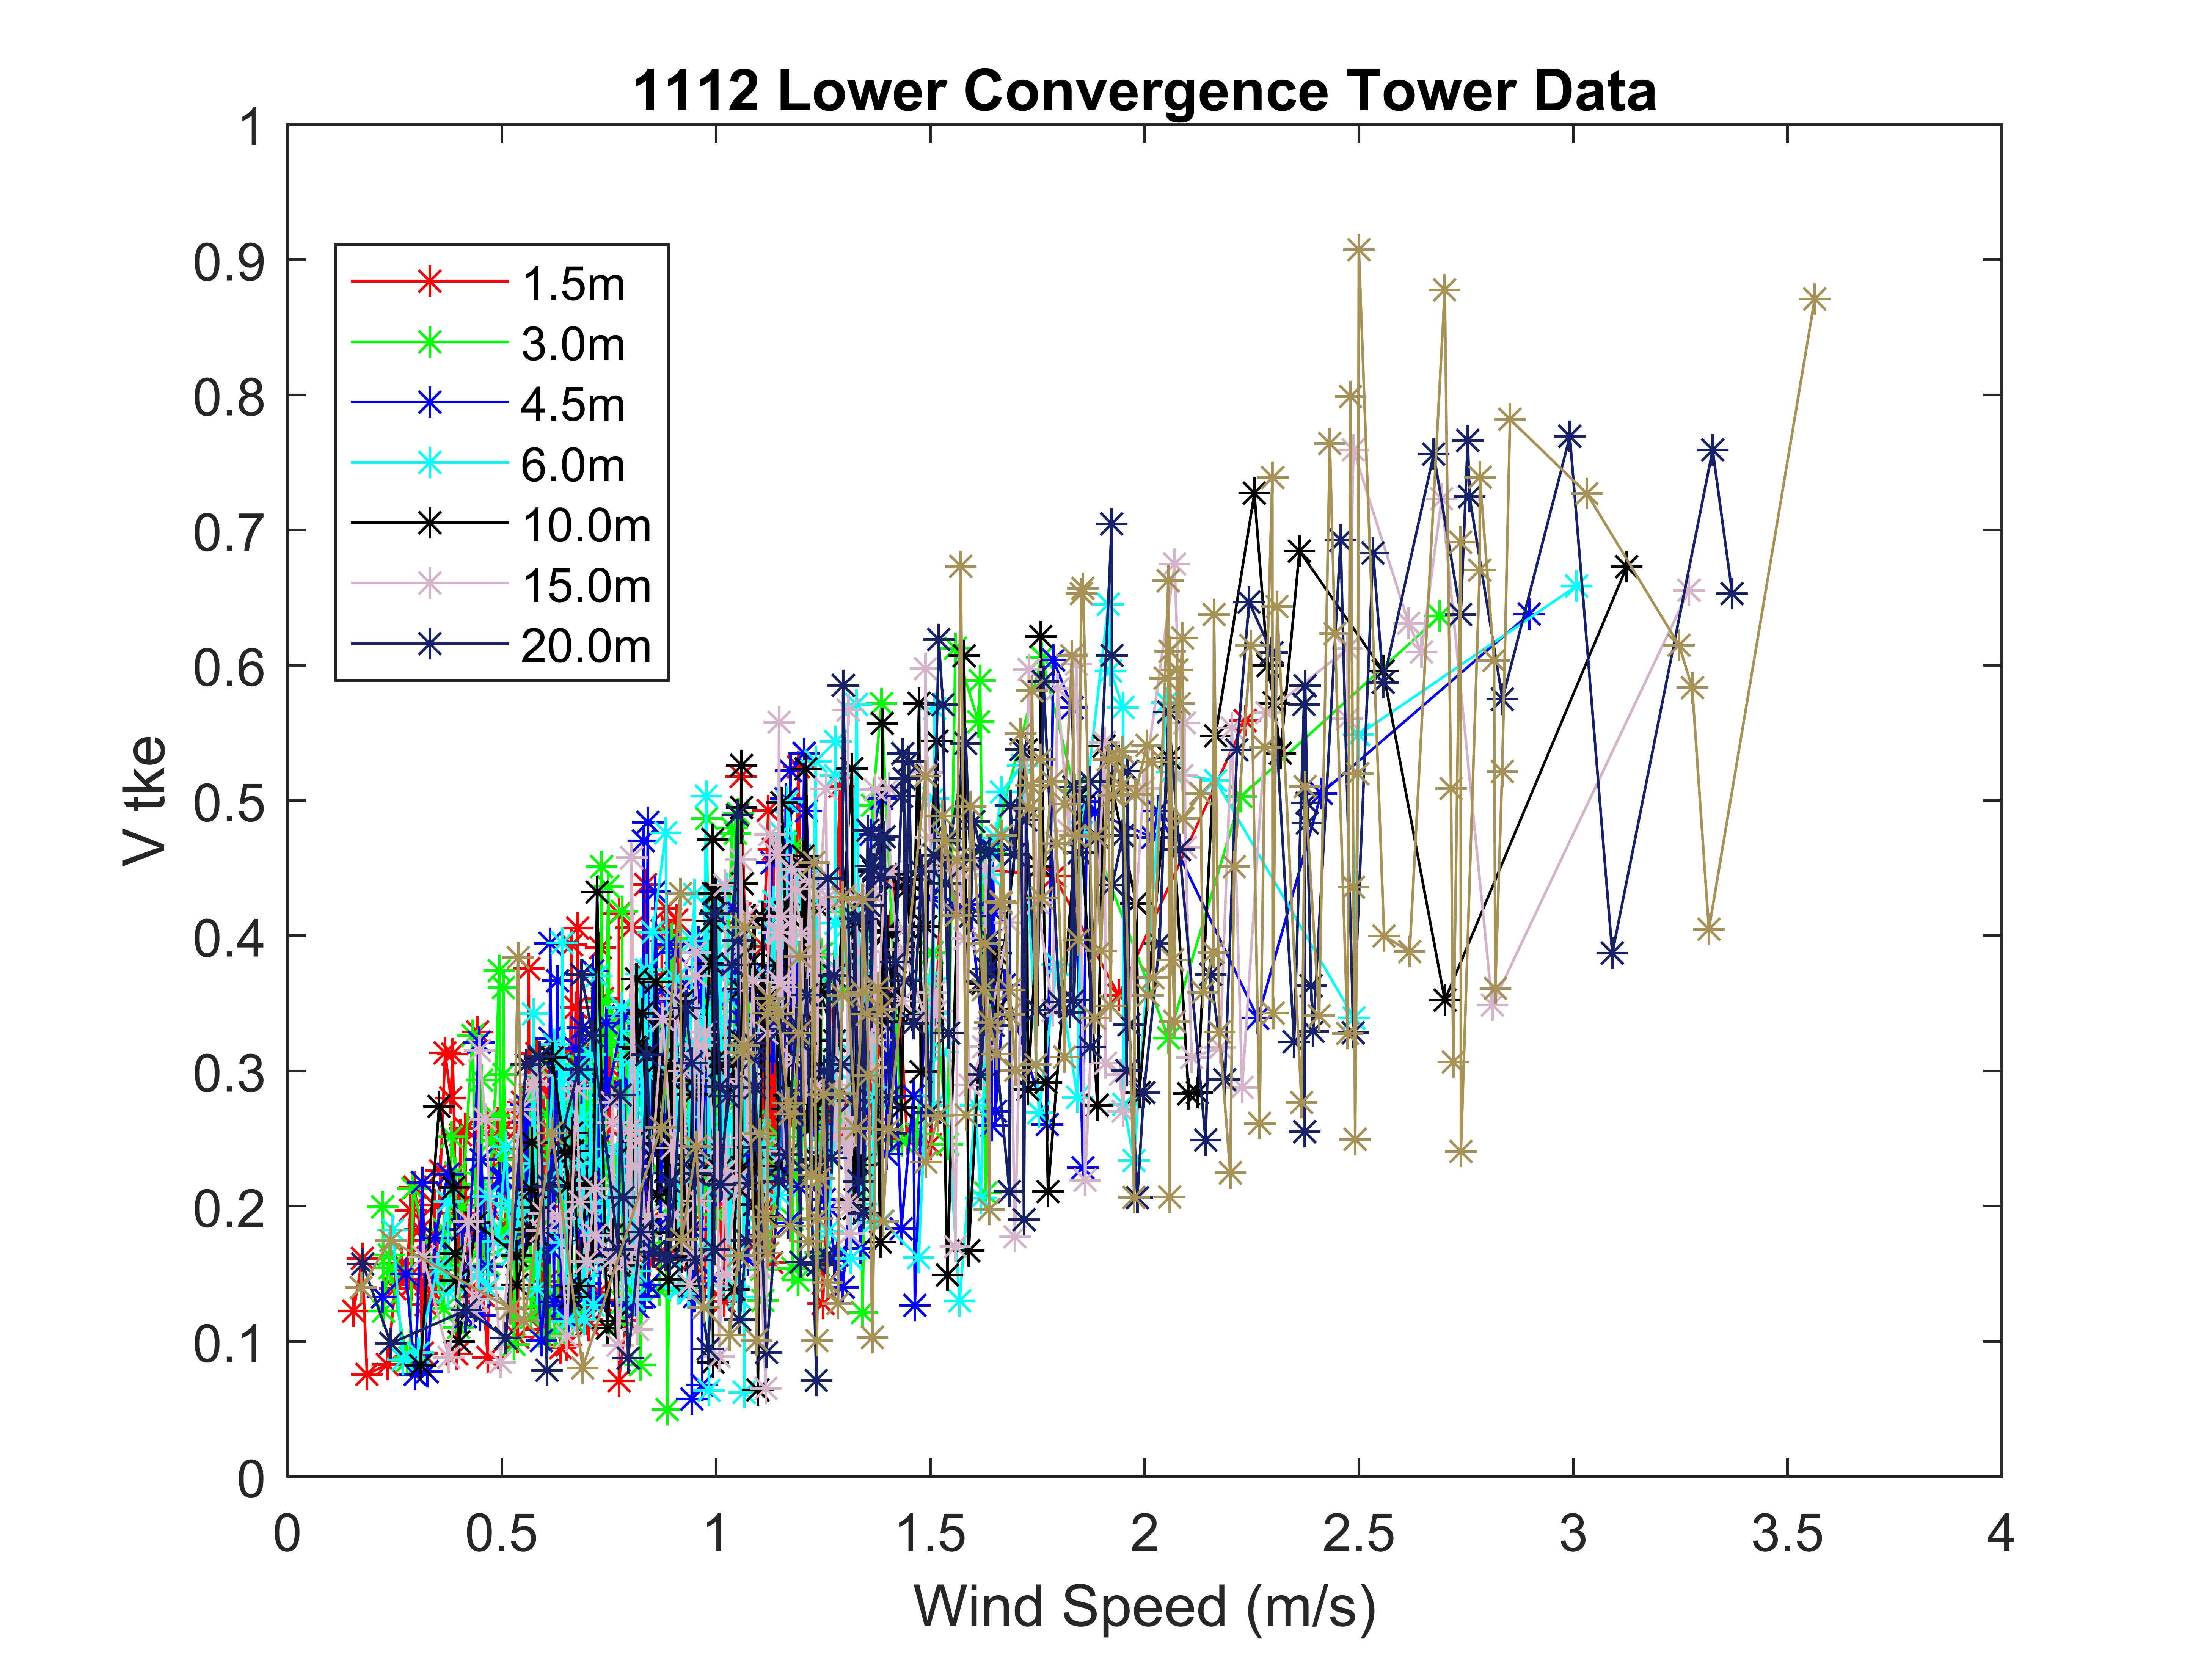 1112 Lower Convergence Tower Data
1
0.9
0.8
0.7
0.6
0.5
0.4
0.3
0.2
0.1
0
V tke
1.5m
3.0m
4.5m
6.0m
10.0m
15.0m
20.0m
0 0.5 1 1.5 2 2.5 3 3.5 4
Wind Speed (m/s)